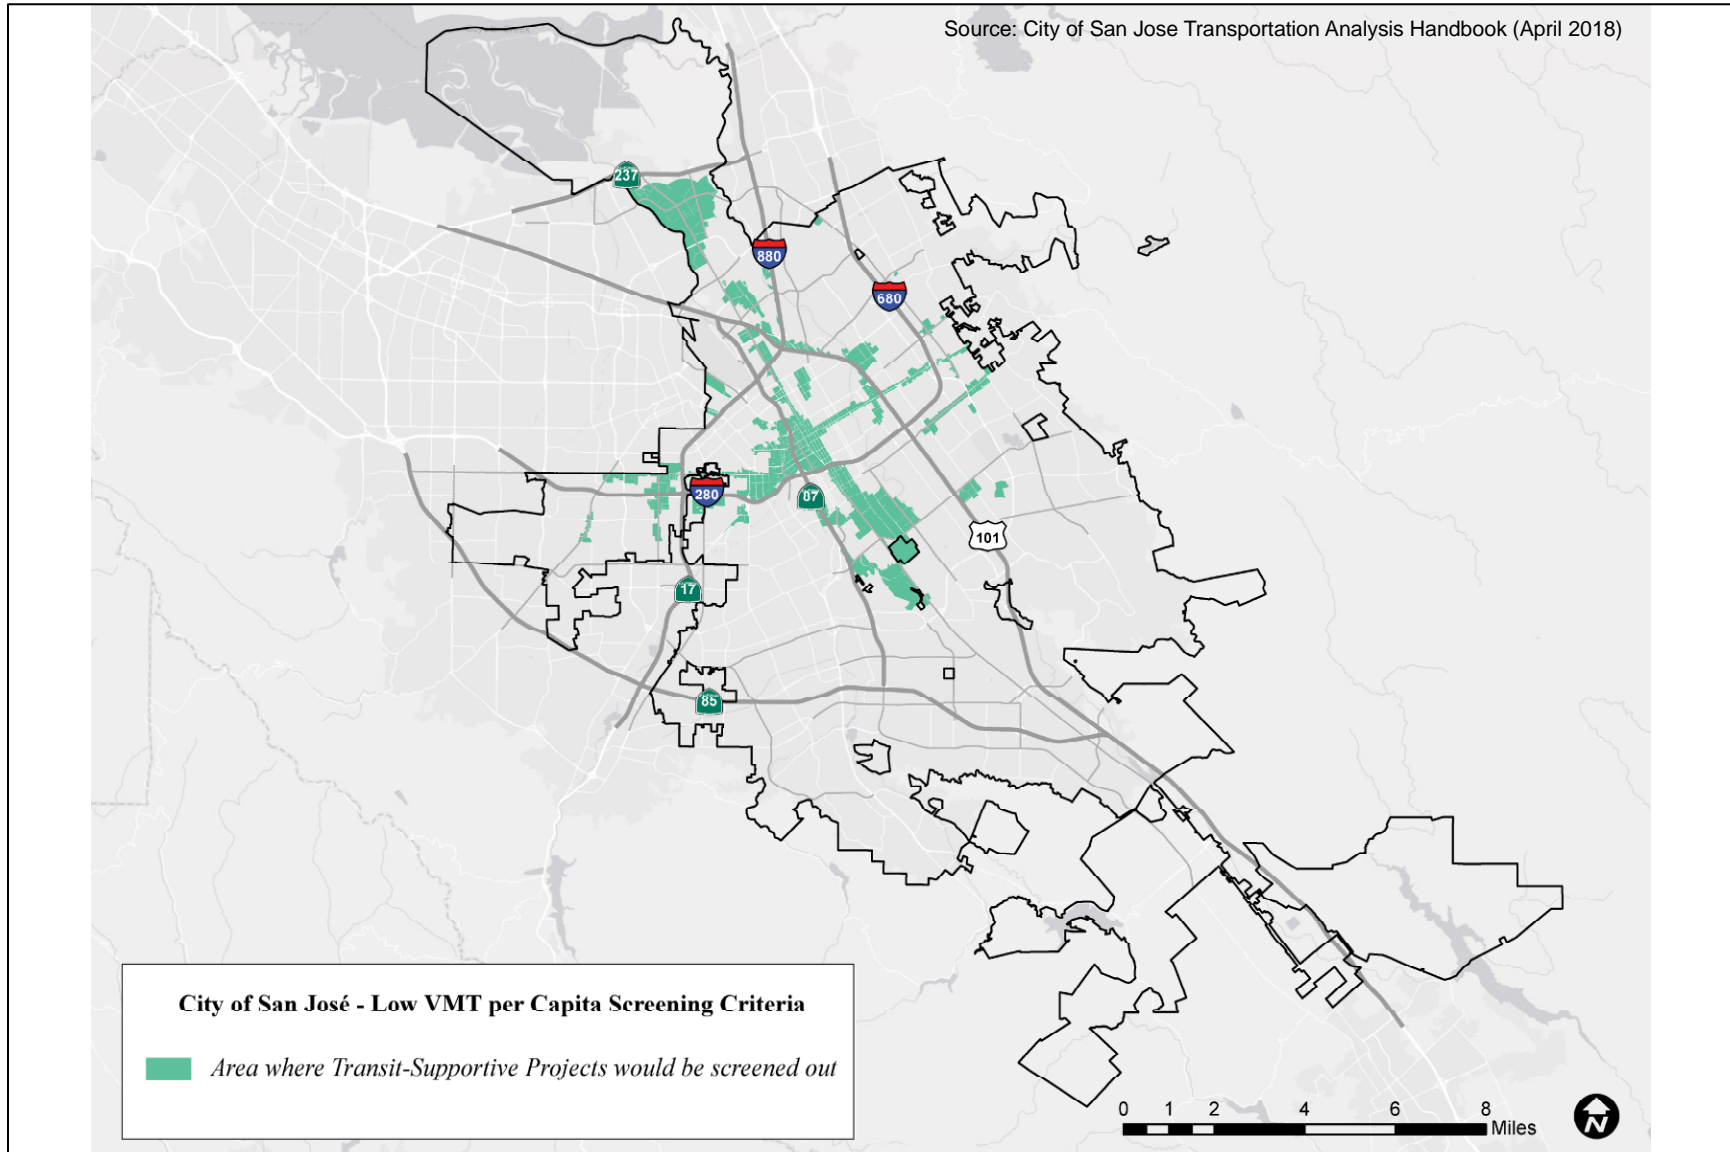 Source: City of San Jose Transportation Analysis Handbook (April 2018)
237
880
680
280
87
101
17
85
City of San José - Low VMT per Capita Screening Criteria
Area where Transit-Supportive Projects would be screened out
0 1 2 4 6 8
Miles
N